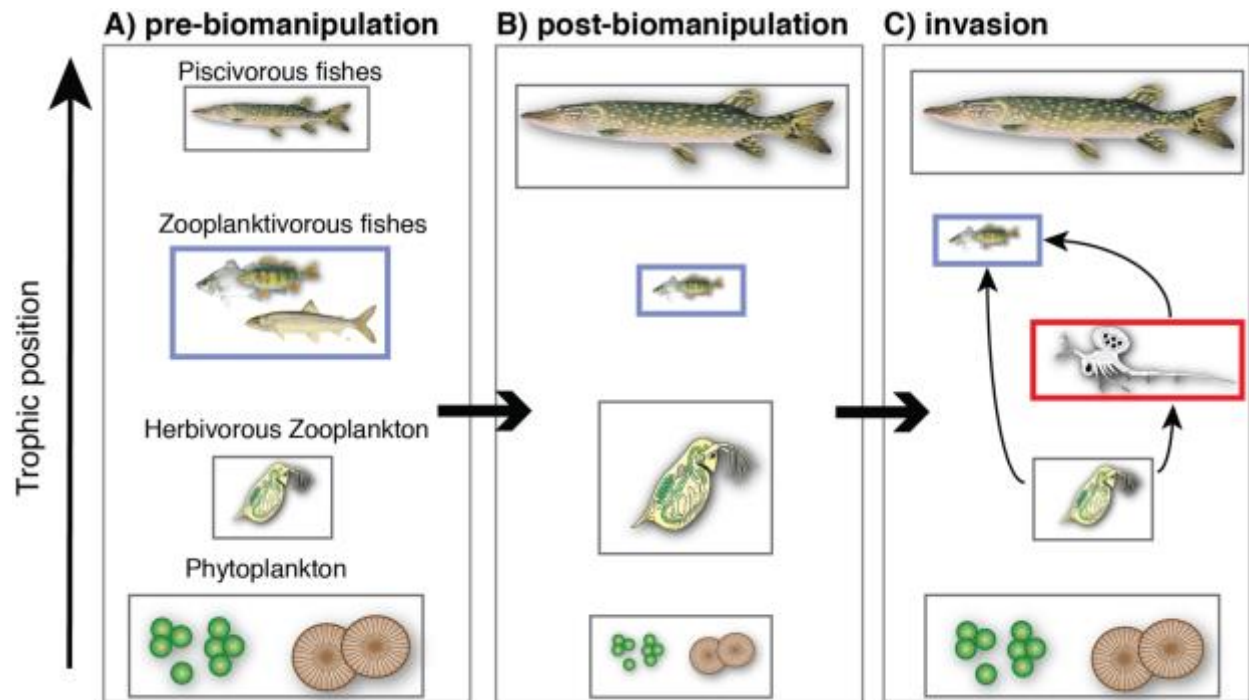 A) pre-biomanipulation
B) post-biomanipulation
C) invasion
Trophic position
Piscivorous fishes
Zooplanktivorous fishes
Herbivorous Zooplankton
Phytoplankton